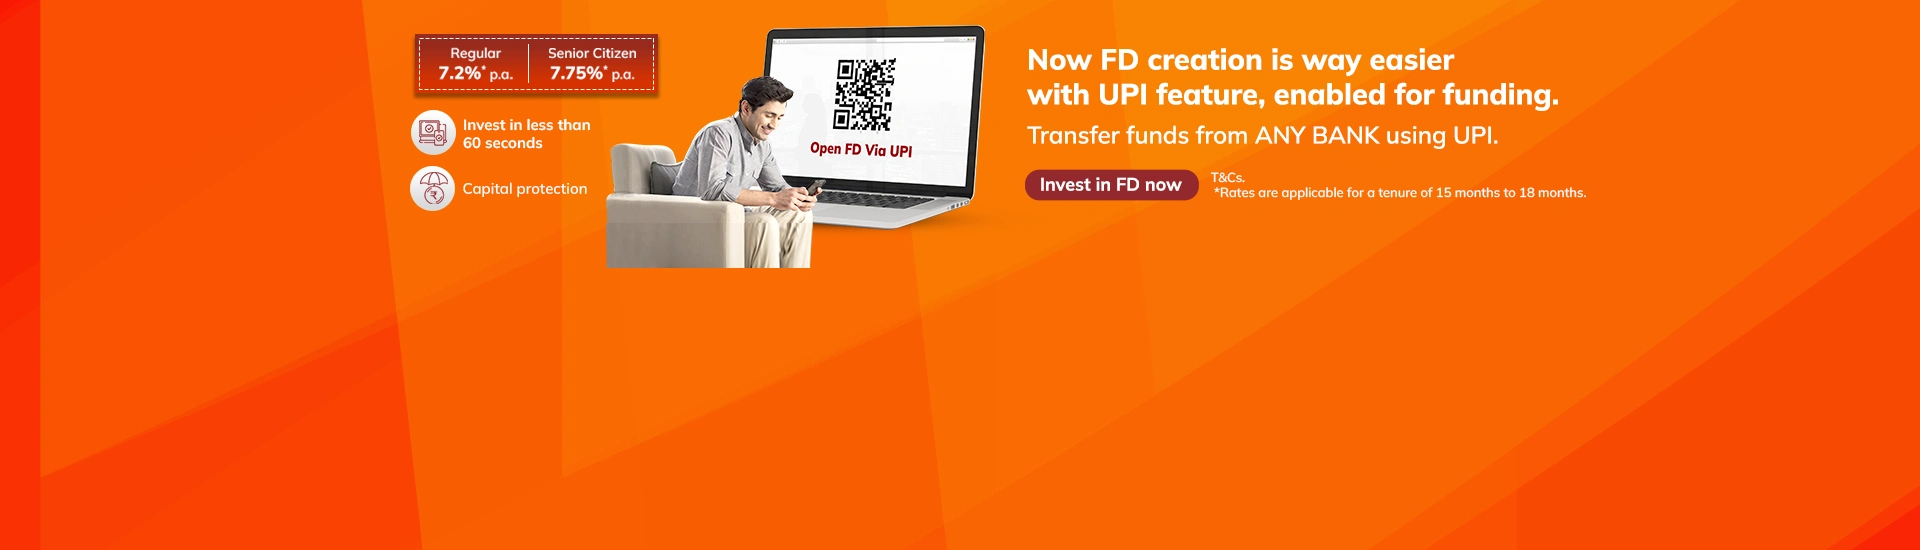 Regular
7.2%* p.a.
Senior Citizen
7.75%* p.a.
Invest in less than
60 seconds
Capital protection
Open FD Via UPI
Now FD creation is way easier
with UPI feature, enabled for funding.
Transfer funds from ANY BANK using UPI.
Invest in FD now
T&Cs.
*Rates are applicable for a tenure of 15 months to 18 months.